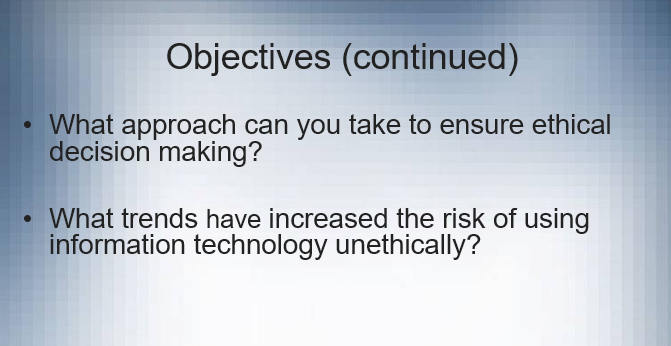 Objectives (continued)
• What approach can you take to ensure ethical
decision making?
• What trends have increased the risk of using
information technology unethically?